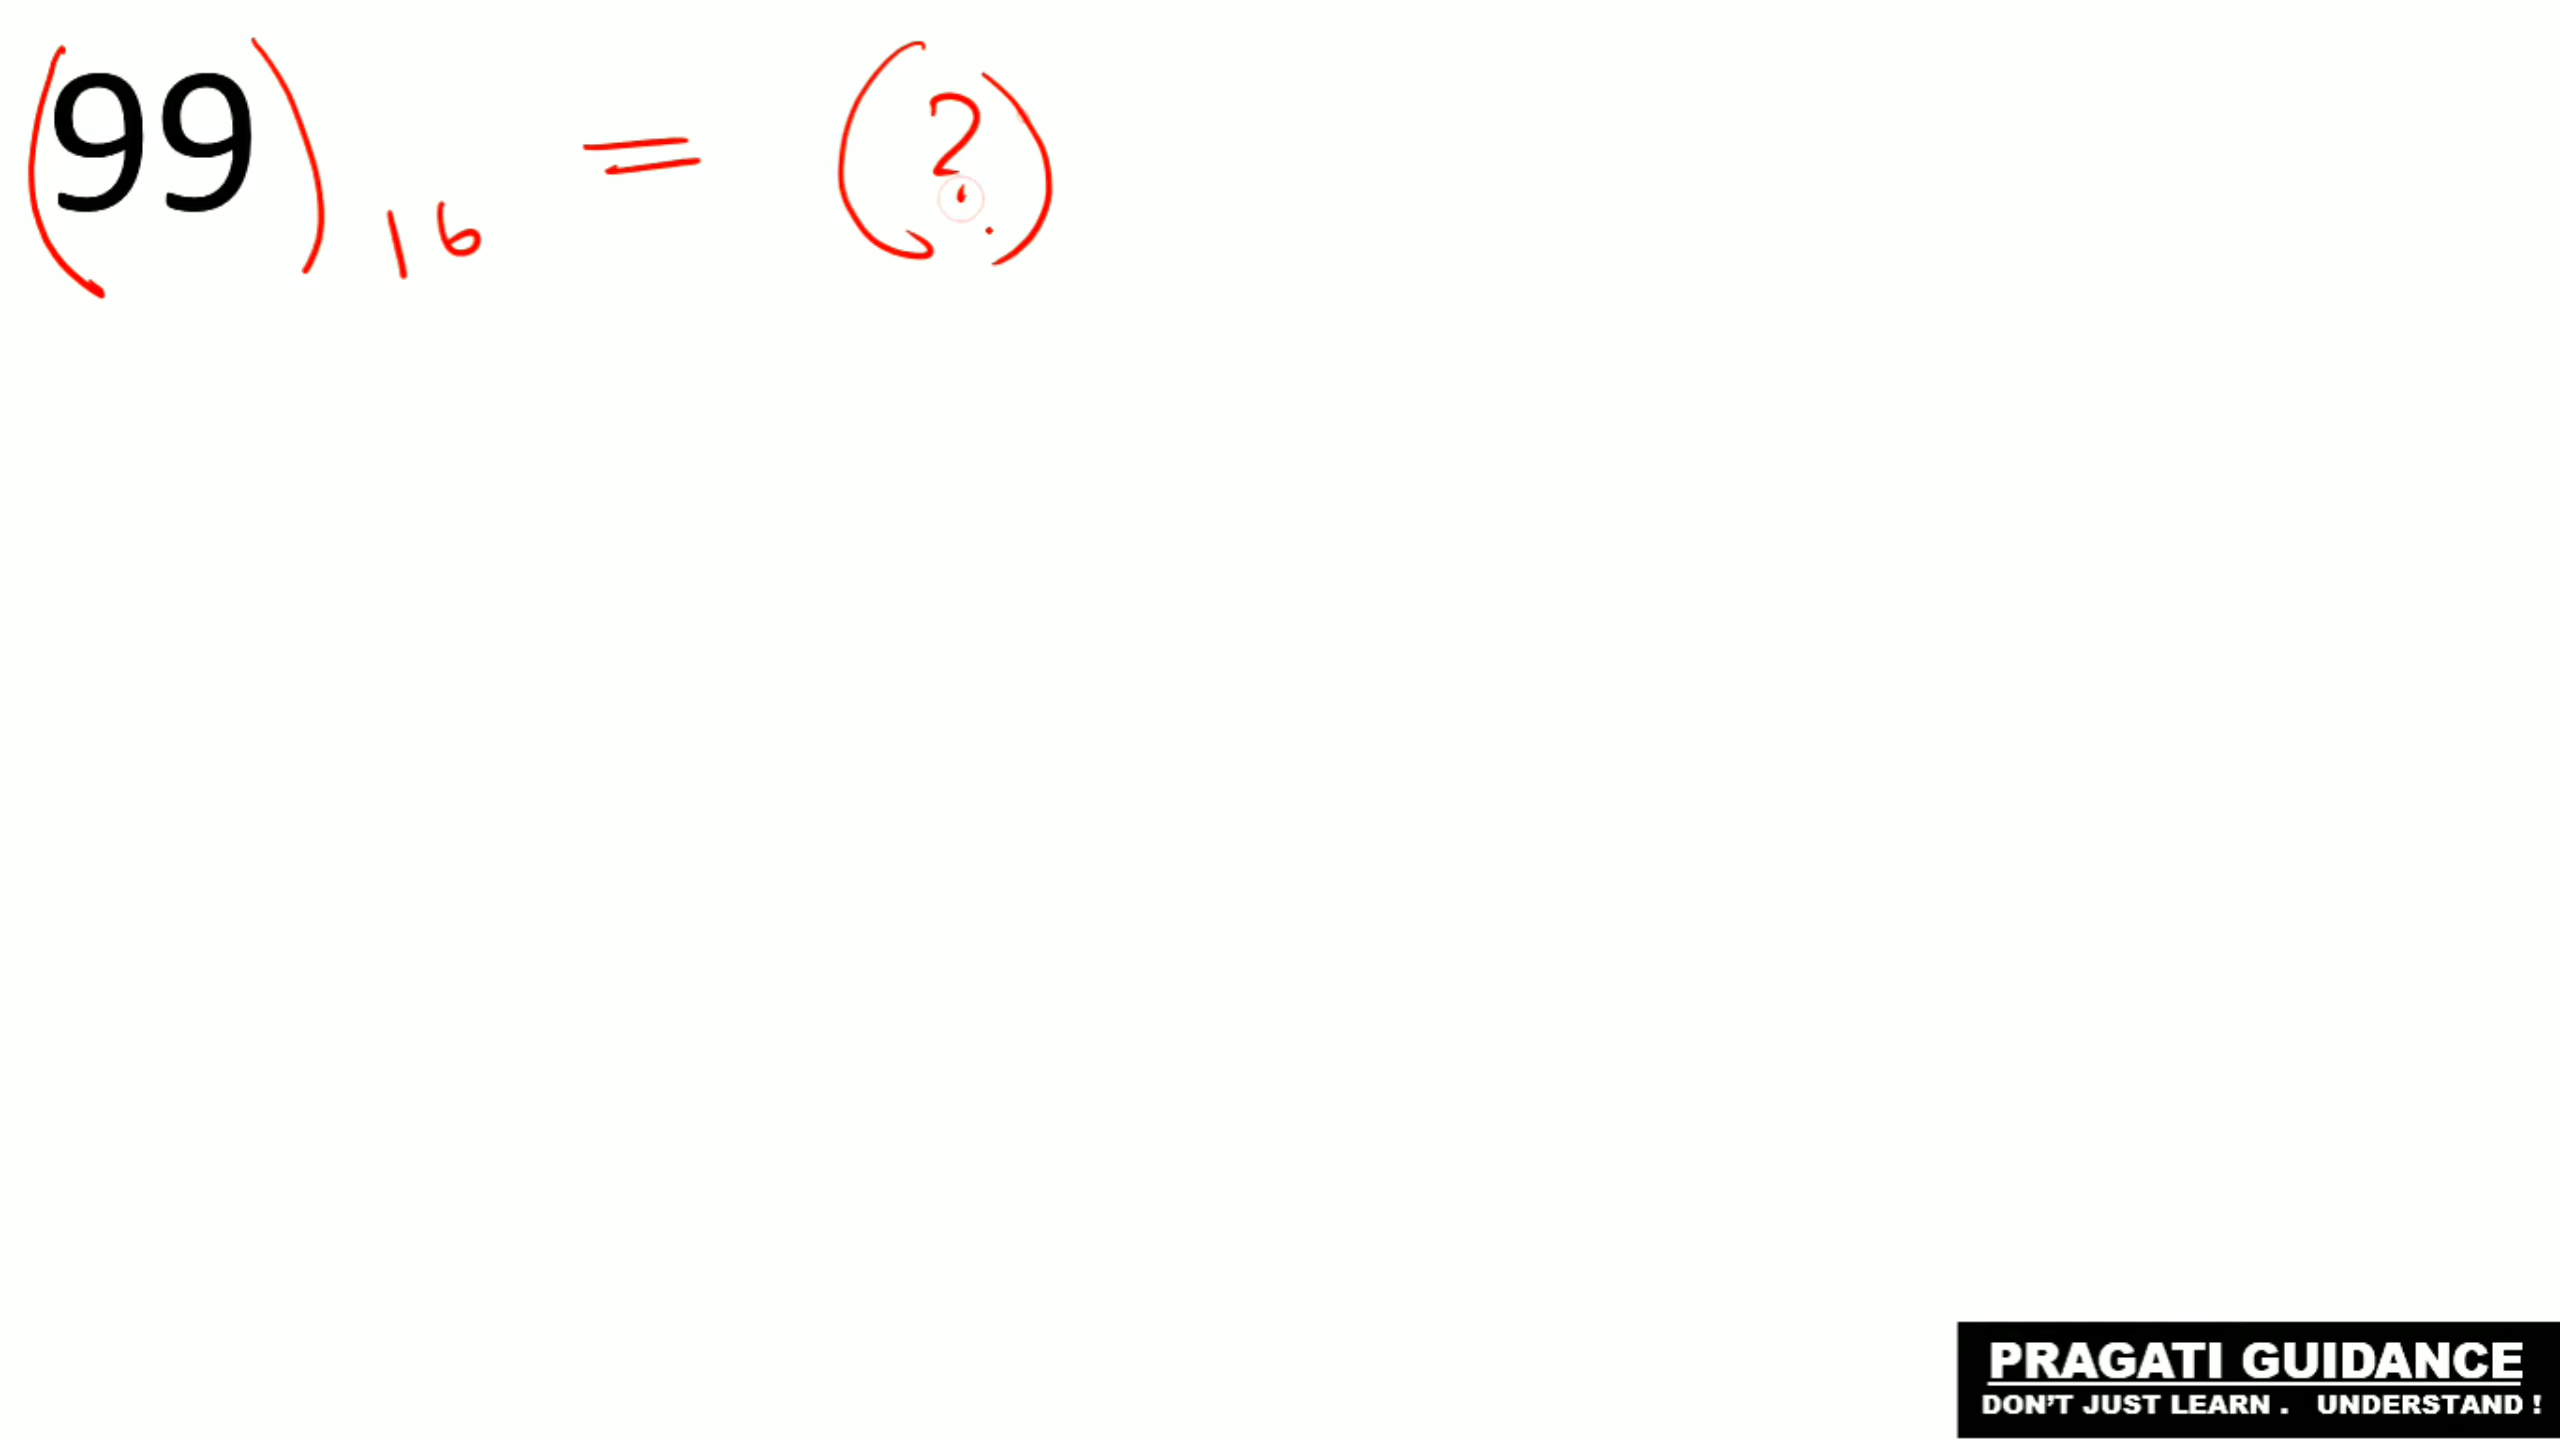 (99)16 = (?)
PRAGATI GUIDANCE
DON'T JUST LEARN . UNDERSTAND !